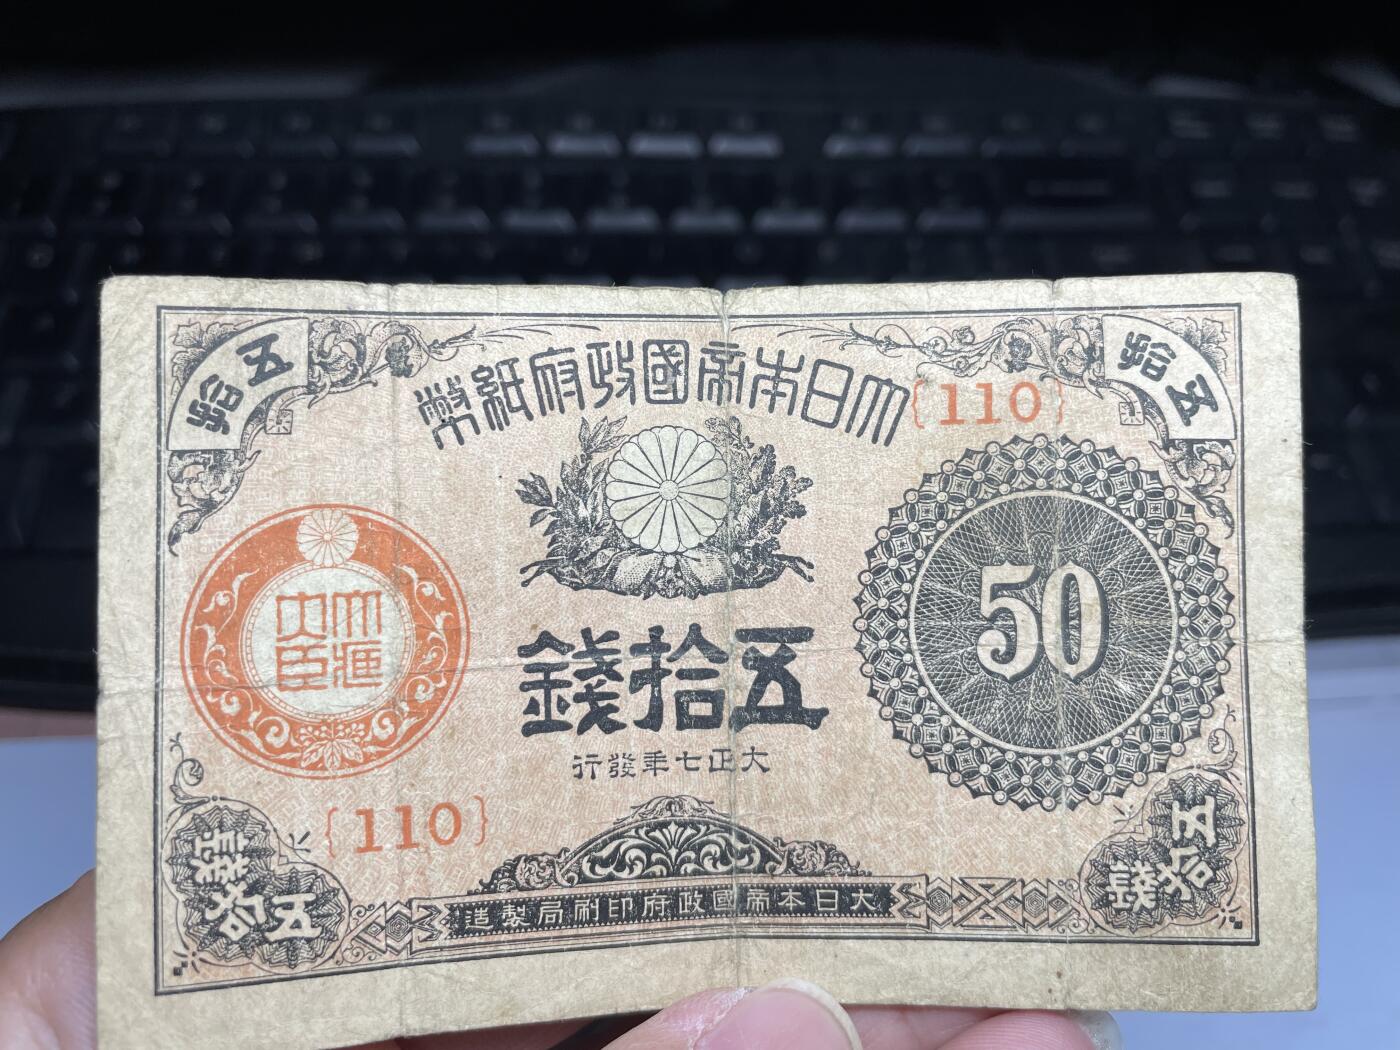 大日本帝國政府紙幣
{110}
五拾
五拾
50
大藏
大臣
五拾錢
大正七年發行
{110}
五拾錢
五拾錢
大日本帝國政府印刷局製造